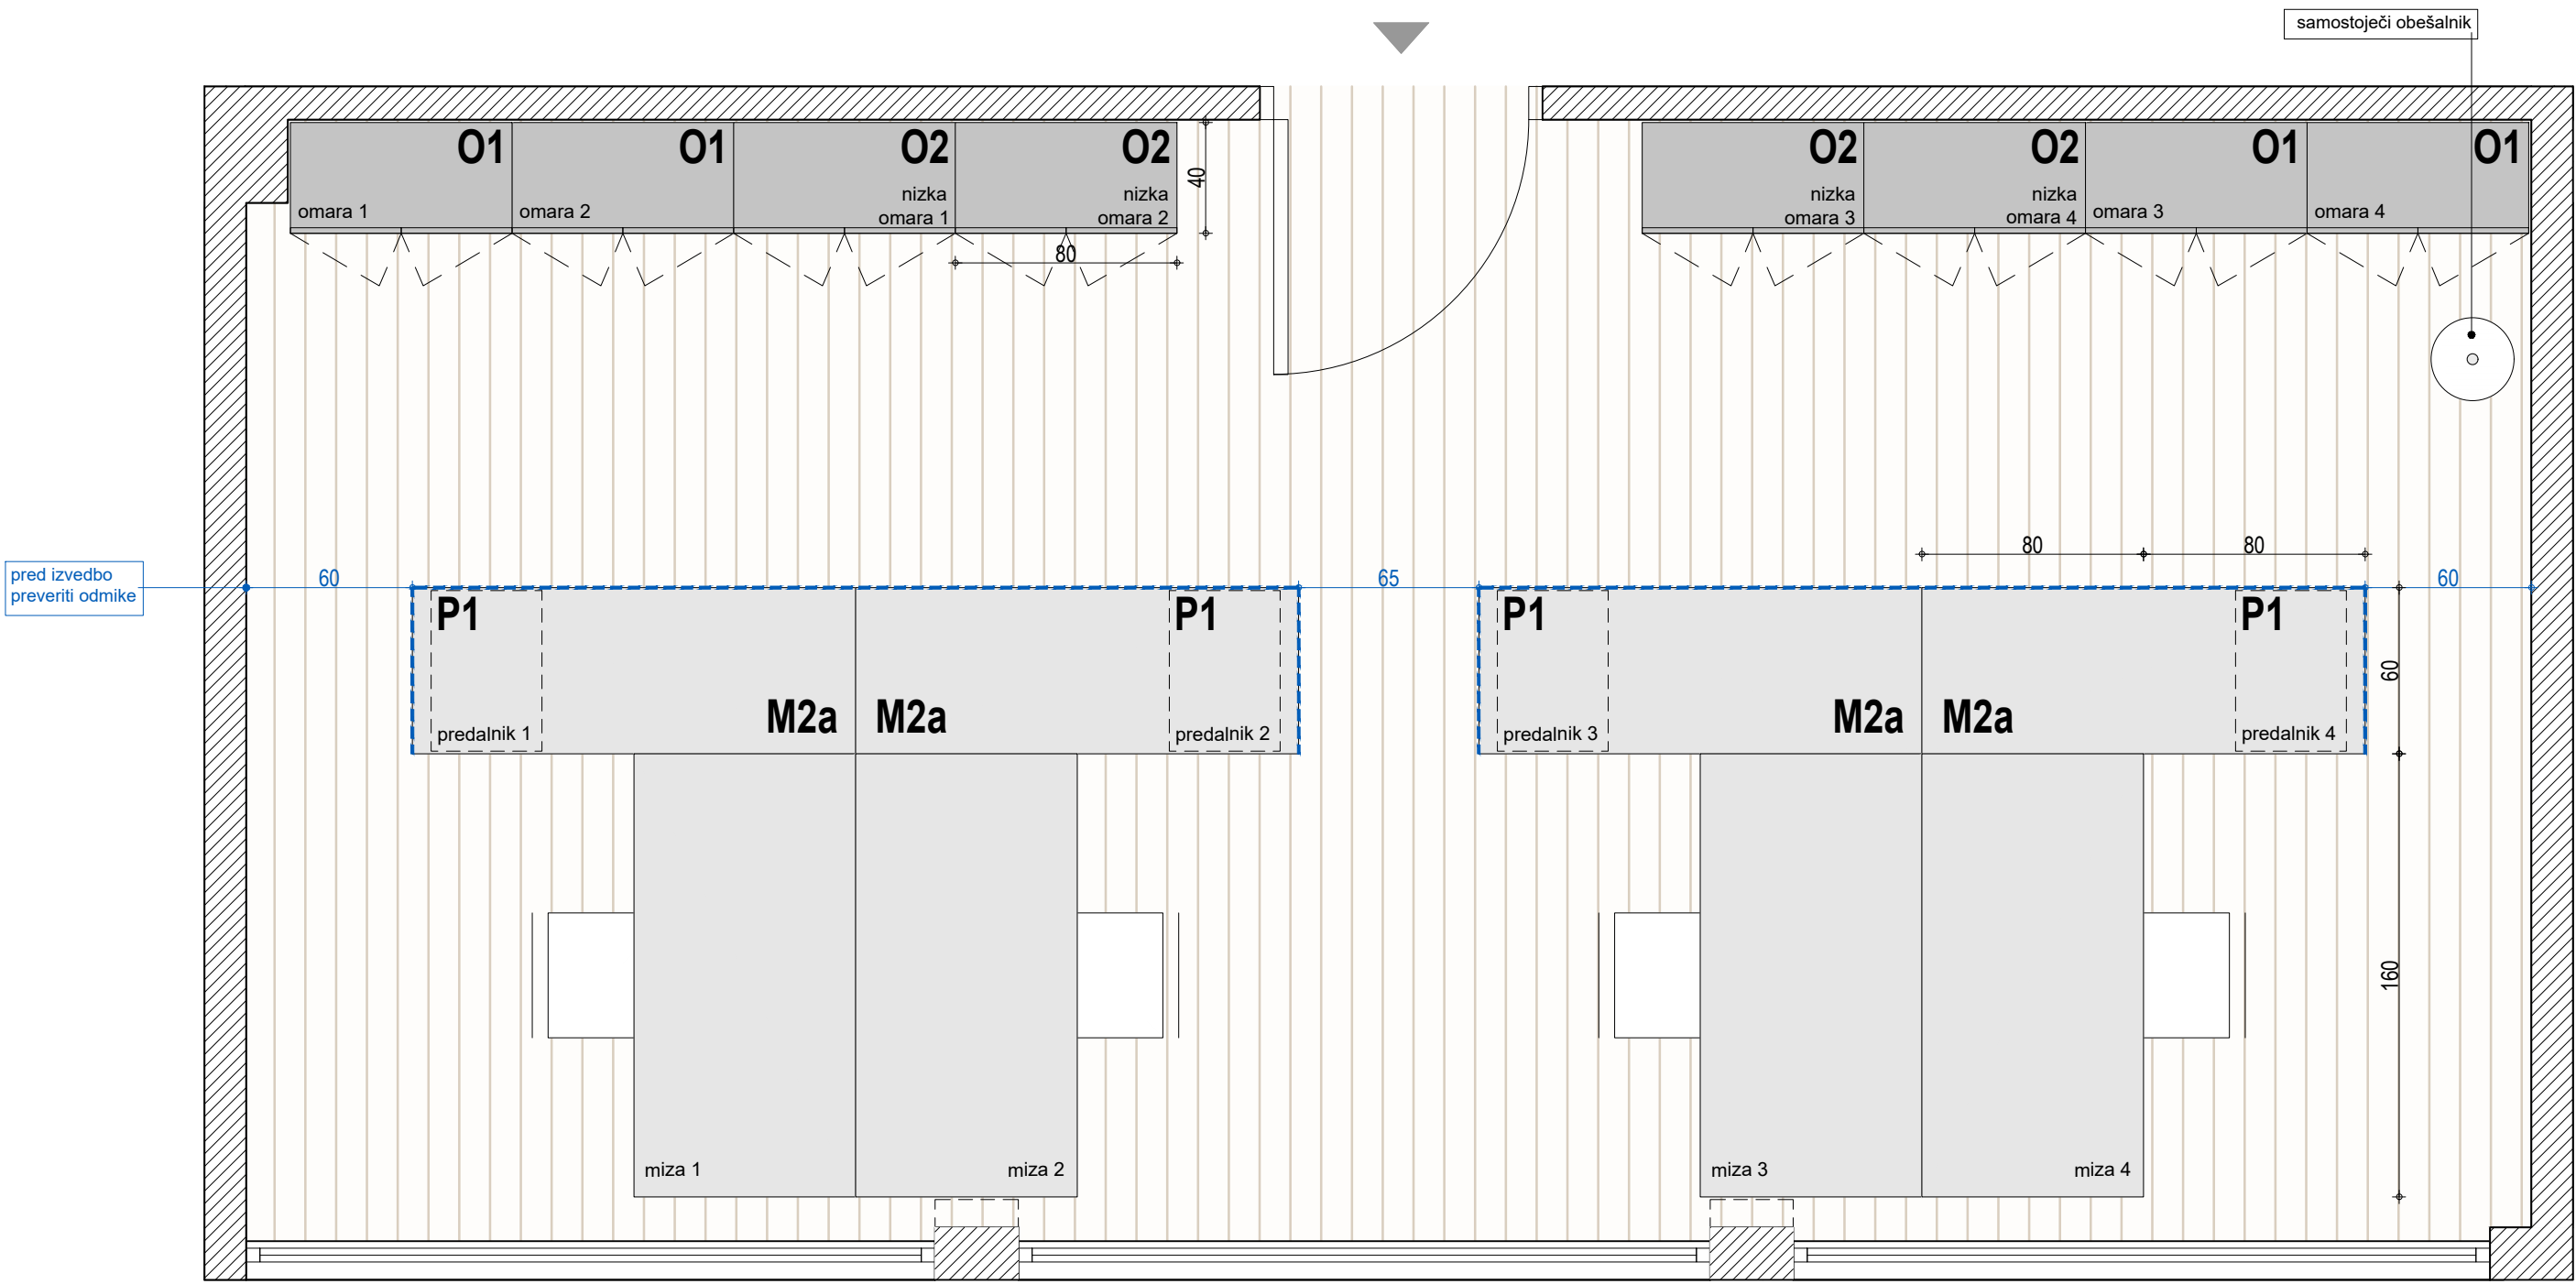 samostoječi obešalnik
O1
O1
O2
O2
O2
O2
O1
O1
omara 1
omara 2
nizka
omara 1
nizka
omara 2
40
nizka
omara 3
nizka
omara 4
omara 3
omara 4
80
80
80
pred izvedbo
preveriti odmike
60
65
60
P1
P1
P1
P1
60
M2a
M2a
M2a
M2a
predalnik 1
predalnik 2
predalnik 3
predalnik 4
160
miza 1
miza 2
miza 3
miza 4